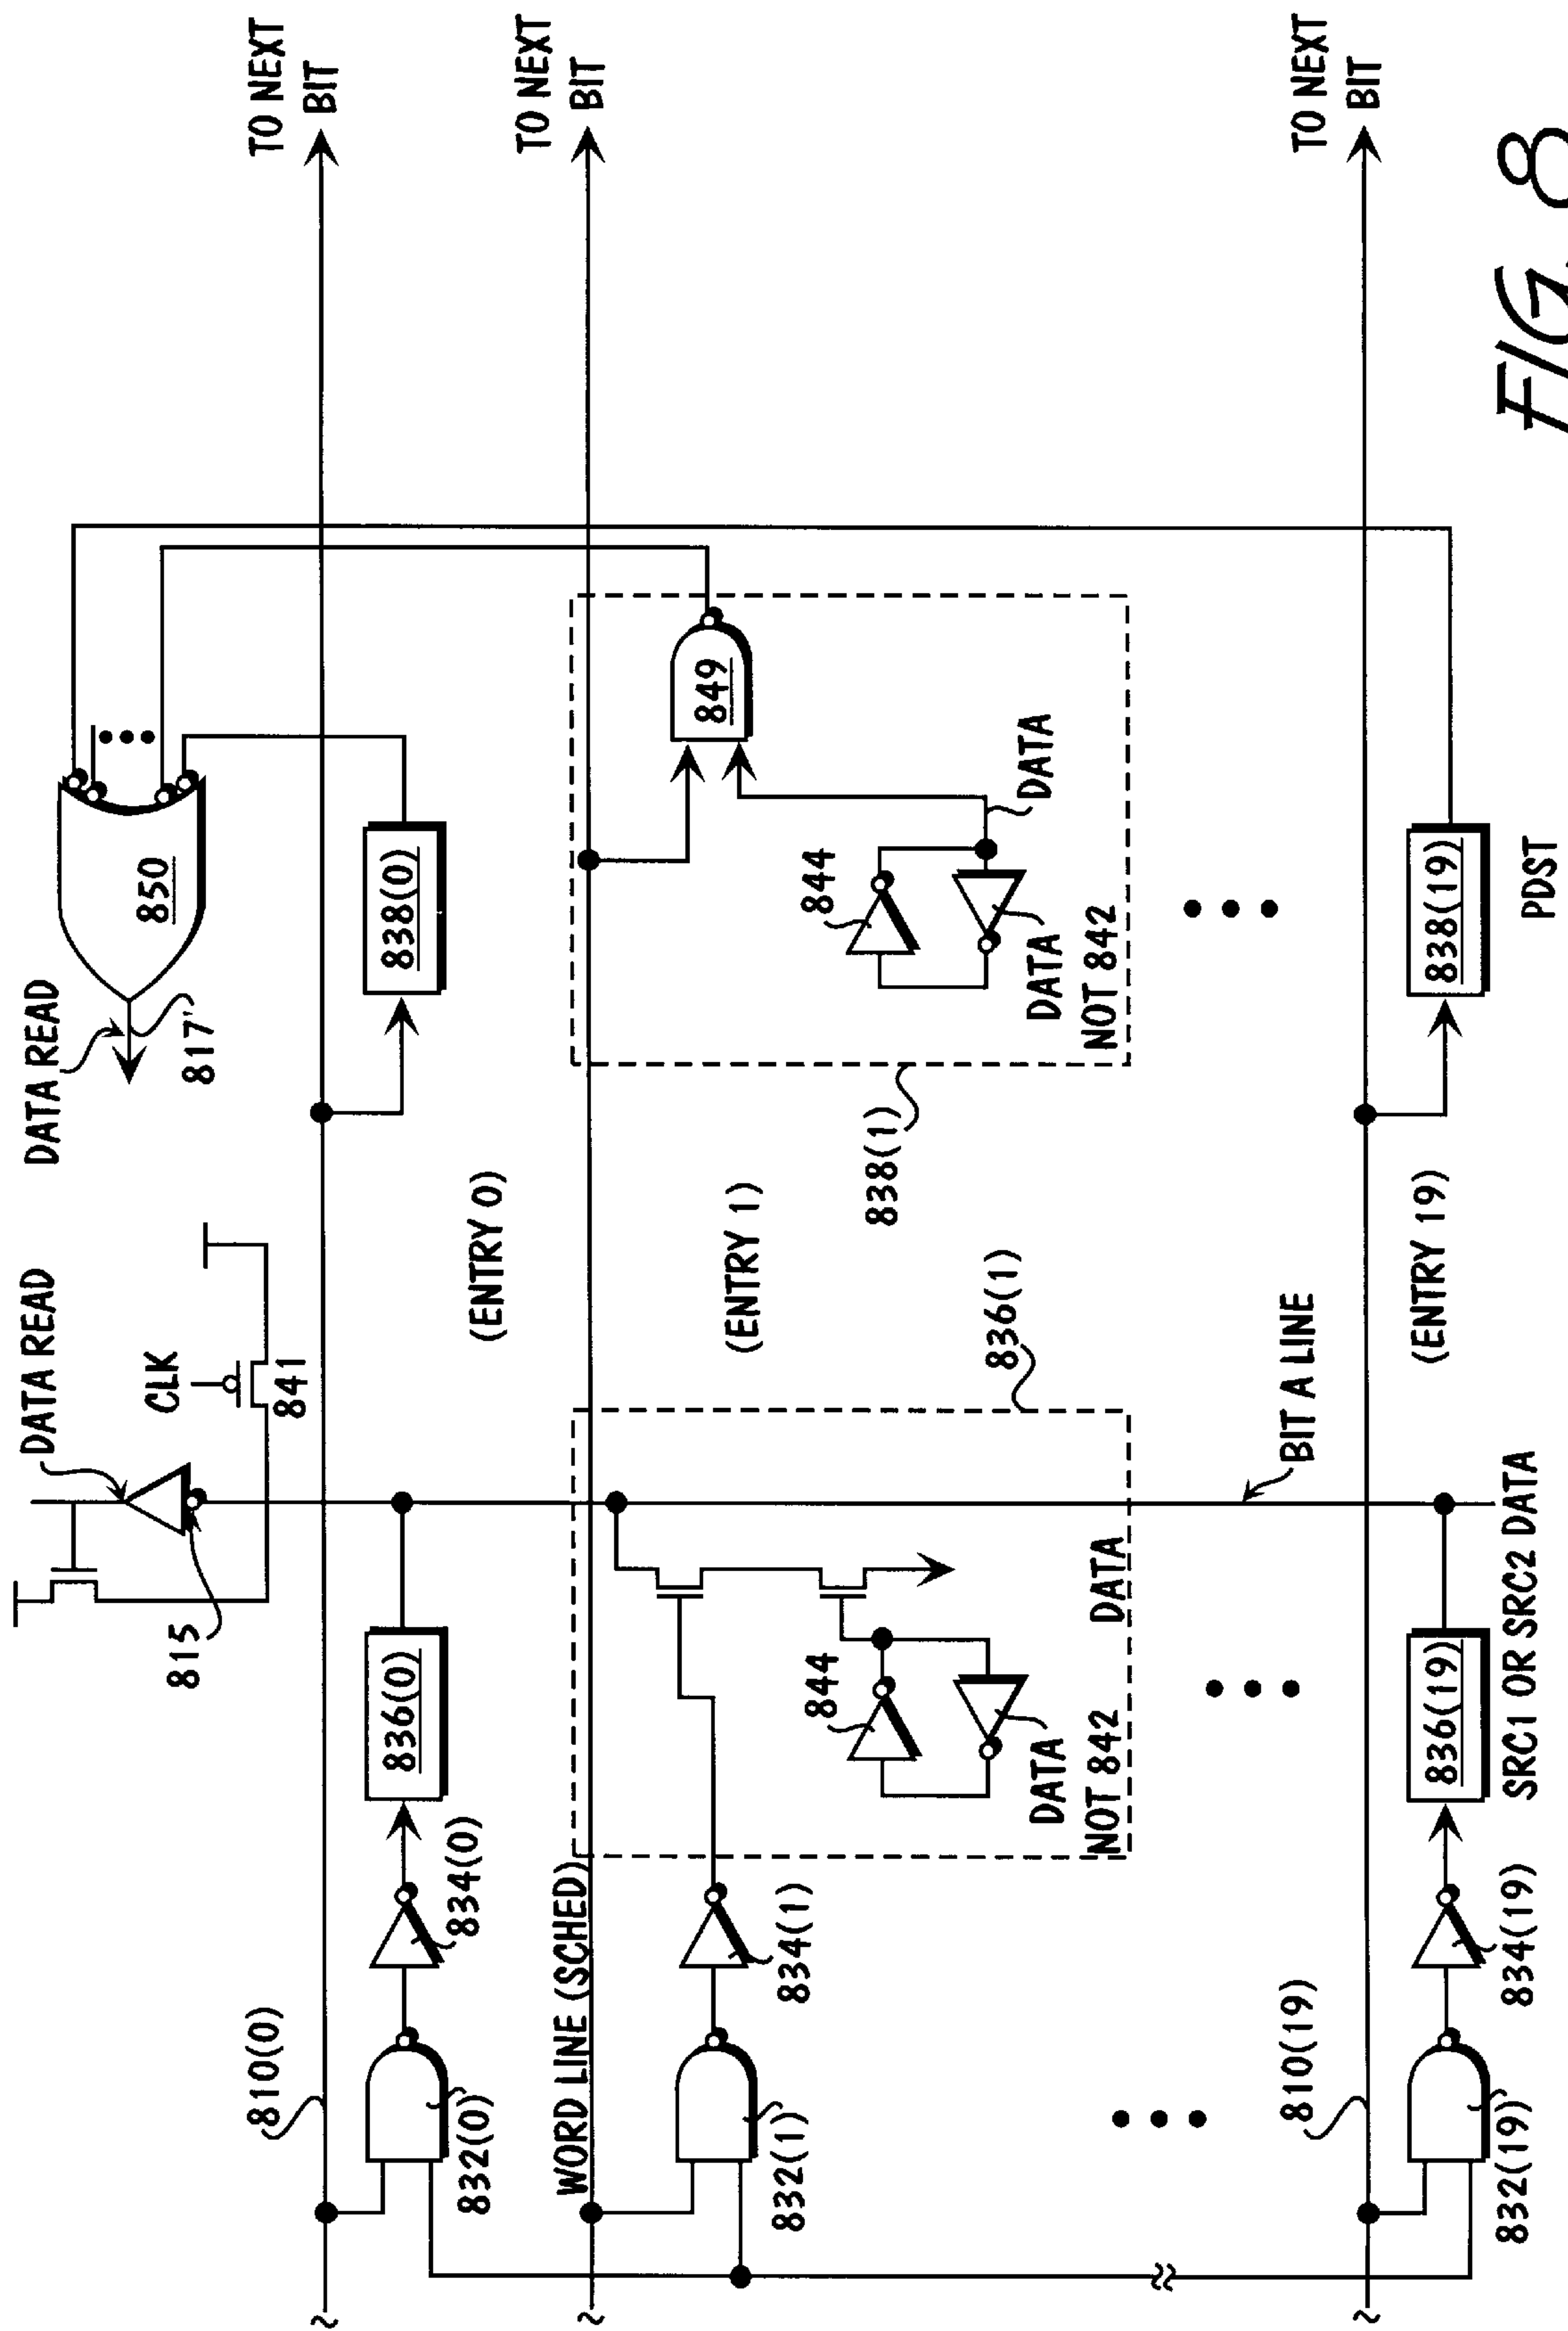 DATA READ
DATA READ
817'
850
CLK
841
815
TO NEXT
BIT
810(0)
832(0)
834(0)
836(0)
(ENTRY 0)
838(0)
TO NEXT
BIT
WORD LINE (SCHED)
832(1)
834(1)
844
DATA
DATA
NOT 842
836(1)
(ENTRY 1)
838(1)
849
844
DATA
DATA
NOT 842
BIT A LINE
TO NEXT
BIT
810(19)
832(19)
834(19)
836(19)
SRC1 OR SRC2 DATA
(ENTRY 19)
838(19)
PDST
FIG. 8